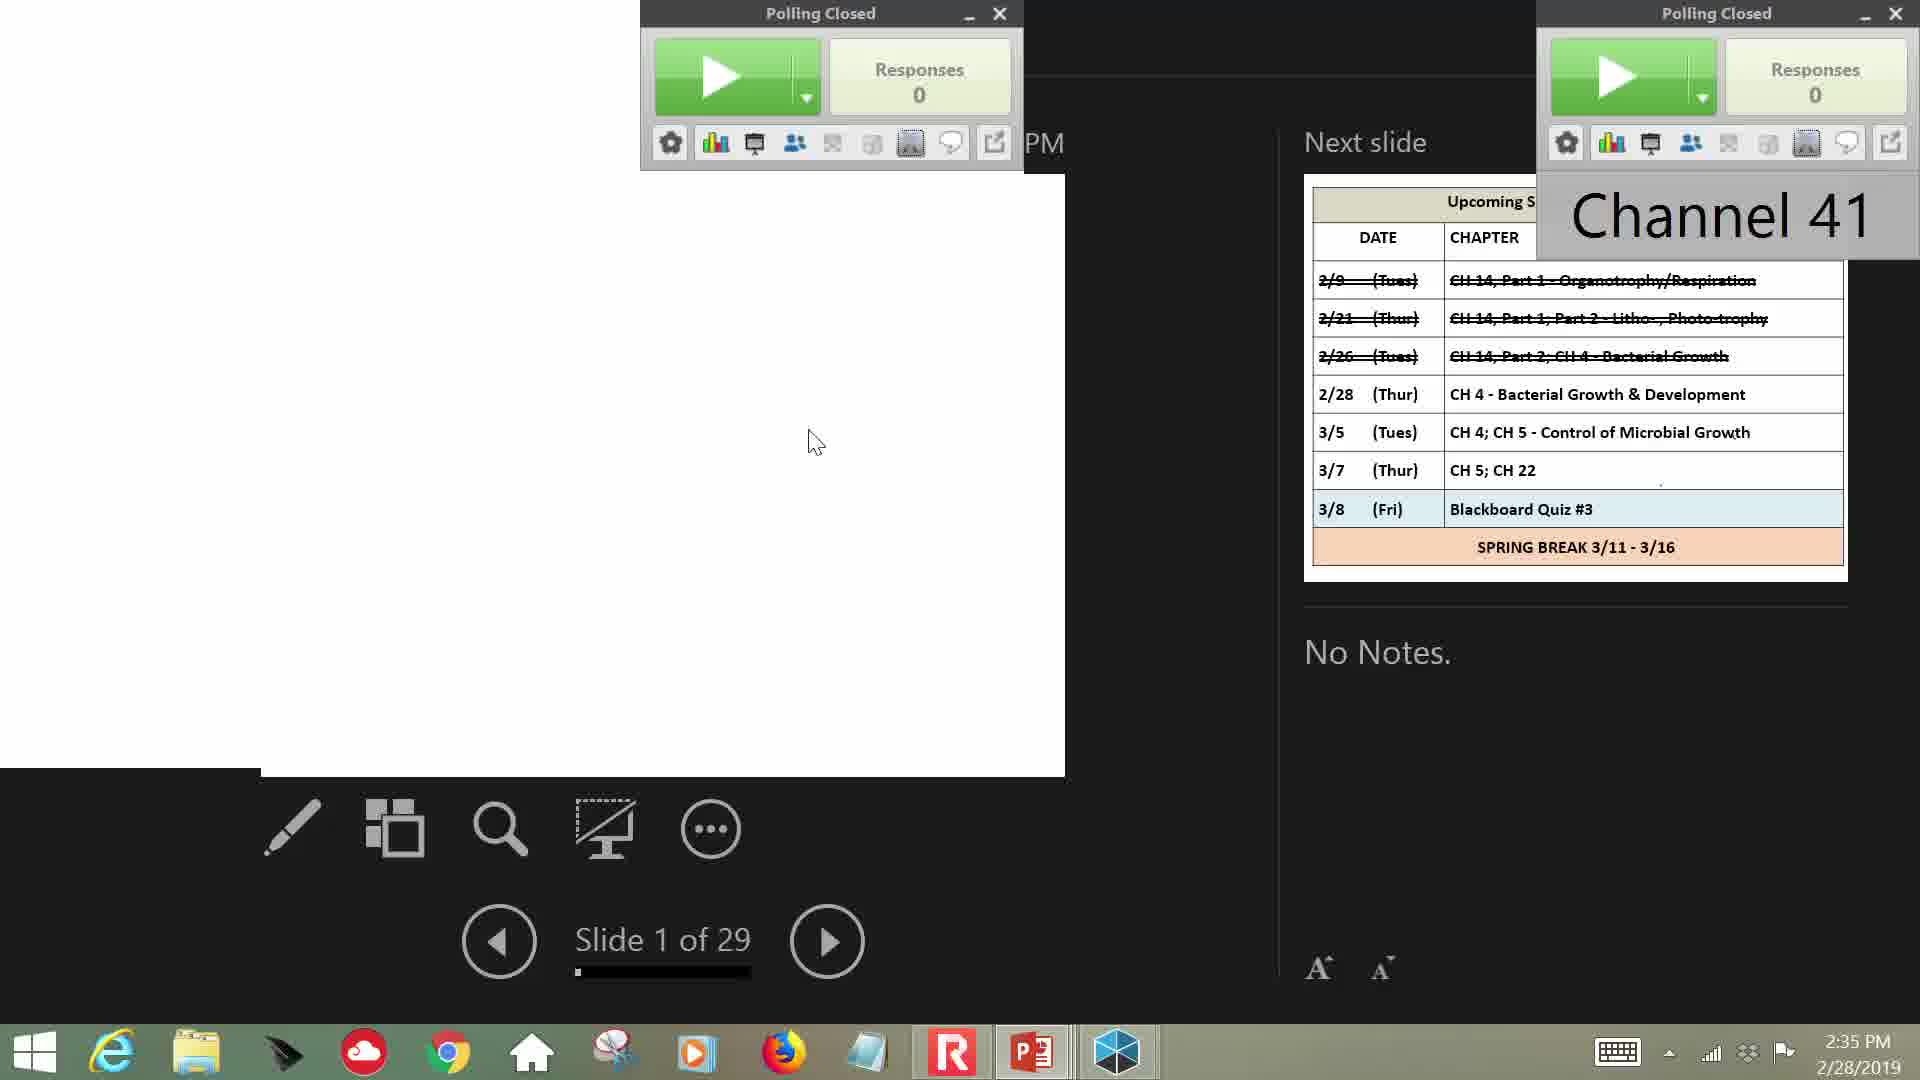 Polling Closed
Responses
0
Polling Closed
Responses
0
Channel 41
PM
Next slide
Upcoming S
DATE CHAPTER
2/9 (Tues) CH 14, Part 1 - Organotrophy/Respiration
2/21 (Thur) CH 14, Part 1; Part 2 - Litho- , Photo-trophy
2/26 (Tues) CH 14, Part 2; CH 4 - Bacterial Growth
2/28 (Thur) CH 4 - Bacterial Growth & Development
3/5 (Tues) CH 4; CH 5 - Control of Microbial Growth
3/7 (Thur) CH 5; CH 22
3/8 (Fri) Blackboard Quiz #3
SPRING BREAK 3/11 - 3/16
No Notes.
Slide 1 of 29
A A
2:35 PM
2/28/2019